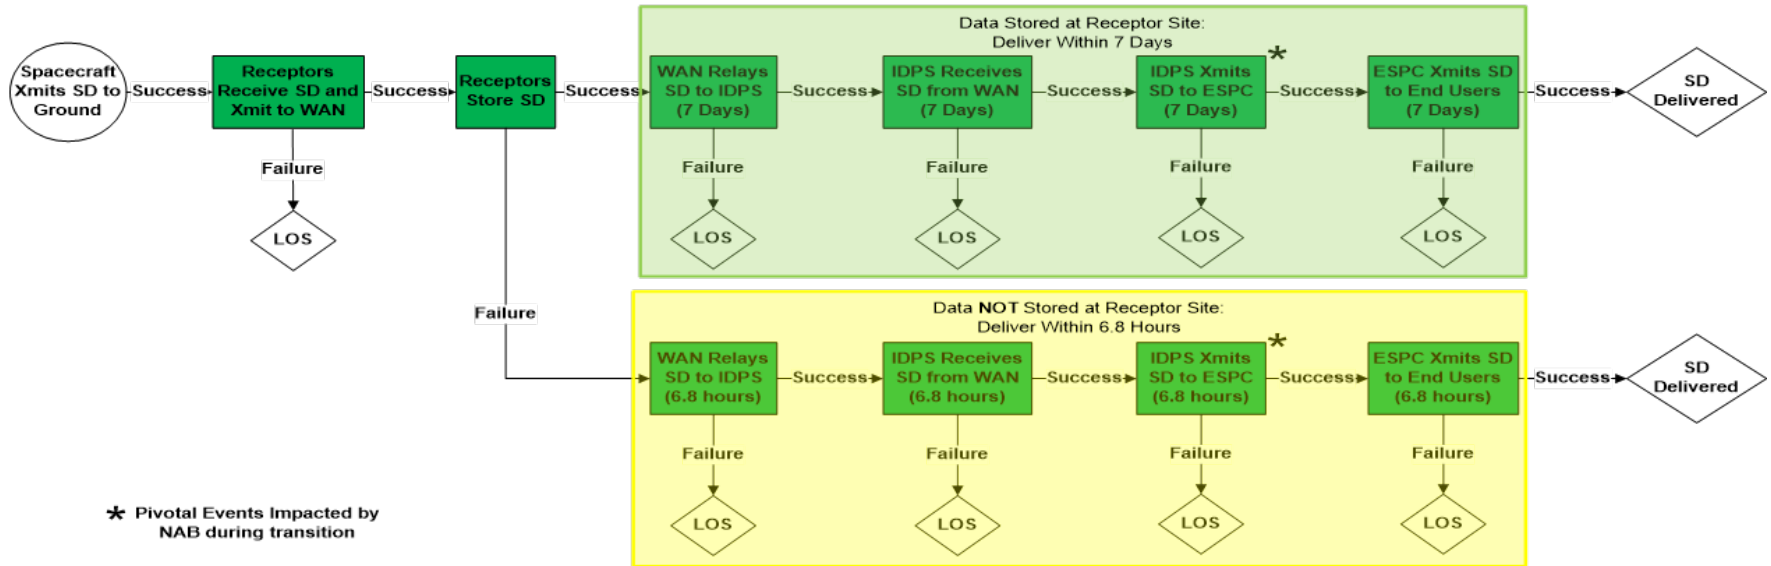 Data Stored at Receptor Site:
Deliver Within 7 Days
Spacecraft
Xmits SD to
Ground
Success
Receptors
Receive SD and
Xmit to WAN
Success
Receptors
Store SD
Success
WAN Relays
SD to IDPS
(7 Days)
Success
IDPS Receives
SD from WAN
(7 Days)
Success
IDPS Xmits
SD to ESPC
(7 Days)
*
Success
ESPC Xmits SD
to End Users
(7 Days)
Success
SD
Delivered
Failure
LOS
Failure
LOS
Failure
LOS
Failure
LOS
Failure
LOS
Failure
Data NOT Stored at Receptor Site:
Deliver Within 6.8 Hours
WAN Relays
SD to IDPS
(6.8 hours)
Success
IDPS Receives
SD from WAN
(6.8 hours)
Success
IDPS Xmits
SD to ESPC
(6.8 hours)
*
Success
ESPC Xmits SD
to End Users
(6.8 hours)
Success
SD
Delivered
Failure
LOS
Failure
LOS
Failure
LOS
Failure
LOS
* Pivotal Events Impacted by
NAB during transition